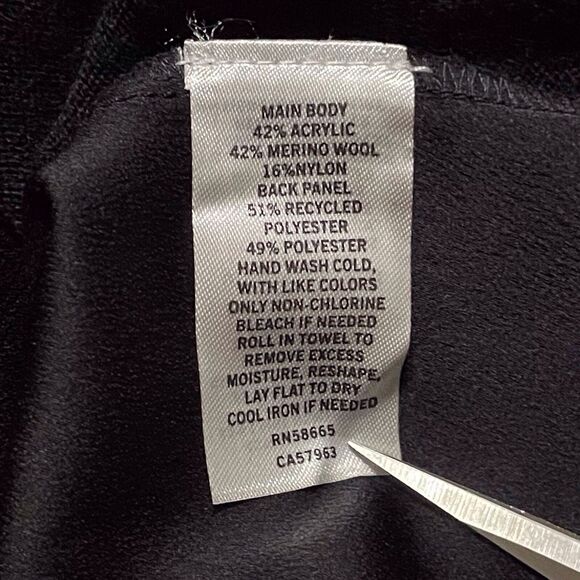 MAIN BODY
42% ACRYLIC
42% MERINO WOOL
16%NYLON
BACK PANEL
51% RECYCLED
POLYESTER
49% POLYESTER
HAND WASH COLD,
WITH LIKE COLORS
ONLY NON-CHLORINE
BLEACH IF NEEDED
ROLL IN TOWEL TO
REMOVE EXCESS
MOISTURE, RESHAPE,
LAY FLAT TO DRY
COOL IRON IF NEEDED
RN58665
CA57963